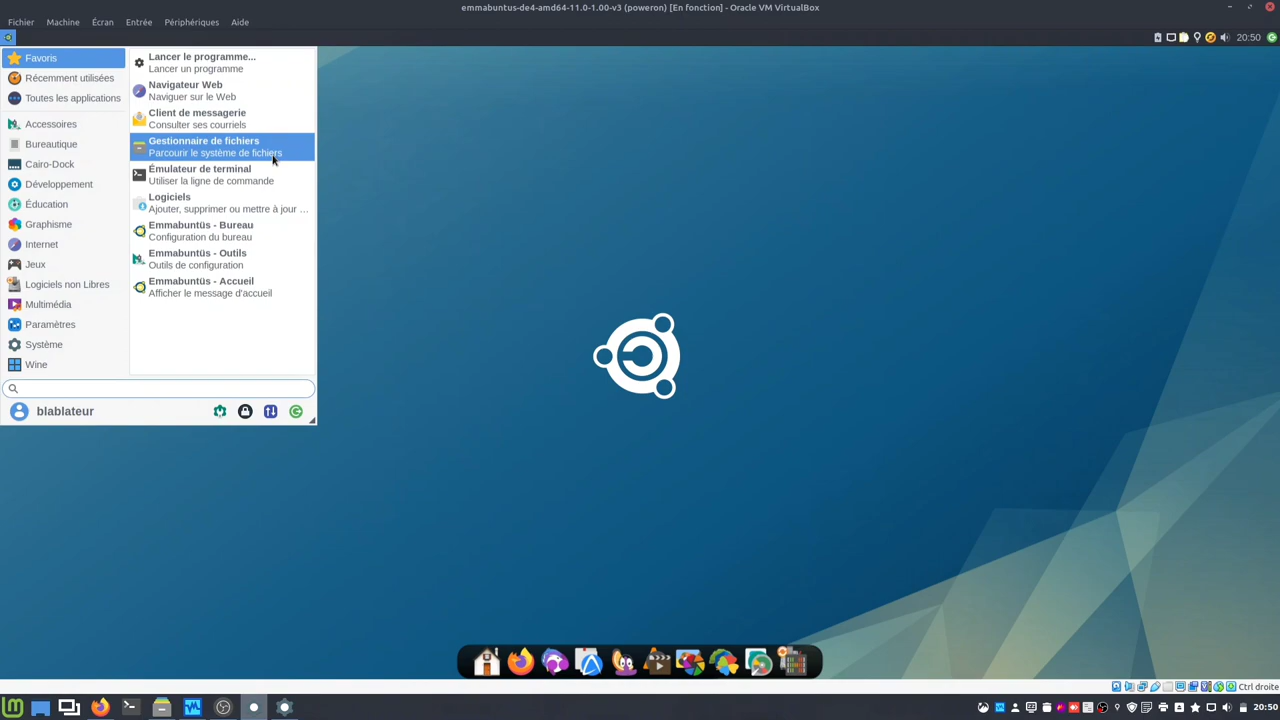 emmabuntus-de4-amd64-11.0-1.00-v3 (poweron) [En fonction] - Oracle VM VirtualBox
Fichier Machine Écran Entrée Périphériques Aide
20:50
Favoris
Récemment utilisées
Toutes les applications
Accessoires
Bureautique
Cairo-Dock
Développement
Éducation
Graphisme
Internet
Jeux
Logiciels non Libres
Multimédia
Paramètres
Système
Wine
Lancer le programme...
Lancer un programme
Navigateur Web
Naviguer sur le Web
Client de messagerie
Consulter ses courriels
Gestionnaire de fichiers
Parcourir le système de fichiers
Émulateur de terminal
Utiliser la ligne de commande
Logiciels
Ajouter, supprimer ou mettre à jour ...
Emmabuntüs - Bureau
Configuration du bureau
Emmabuntüs - Outils
Outils de configuration
Emmabuntüs - Accueil
Afficher le message d'accueil
blablateur
Ctrl droite
20:50